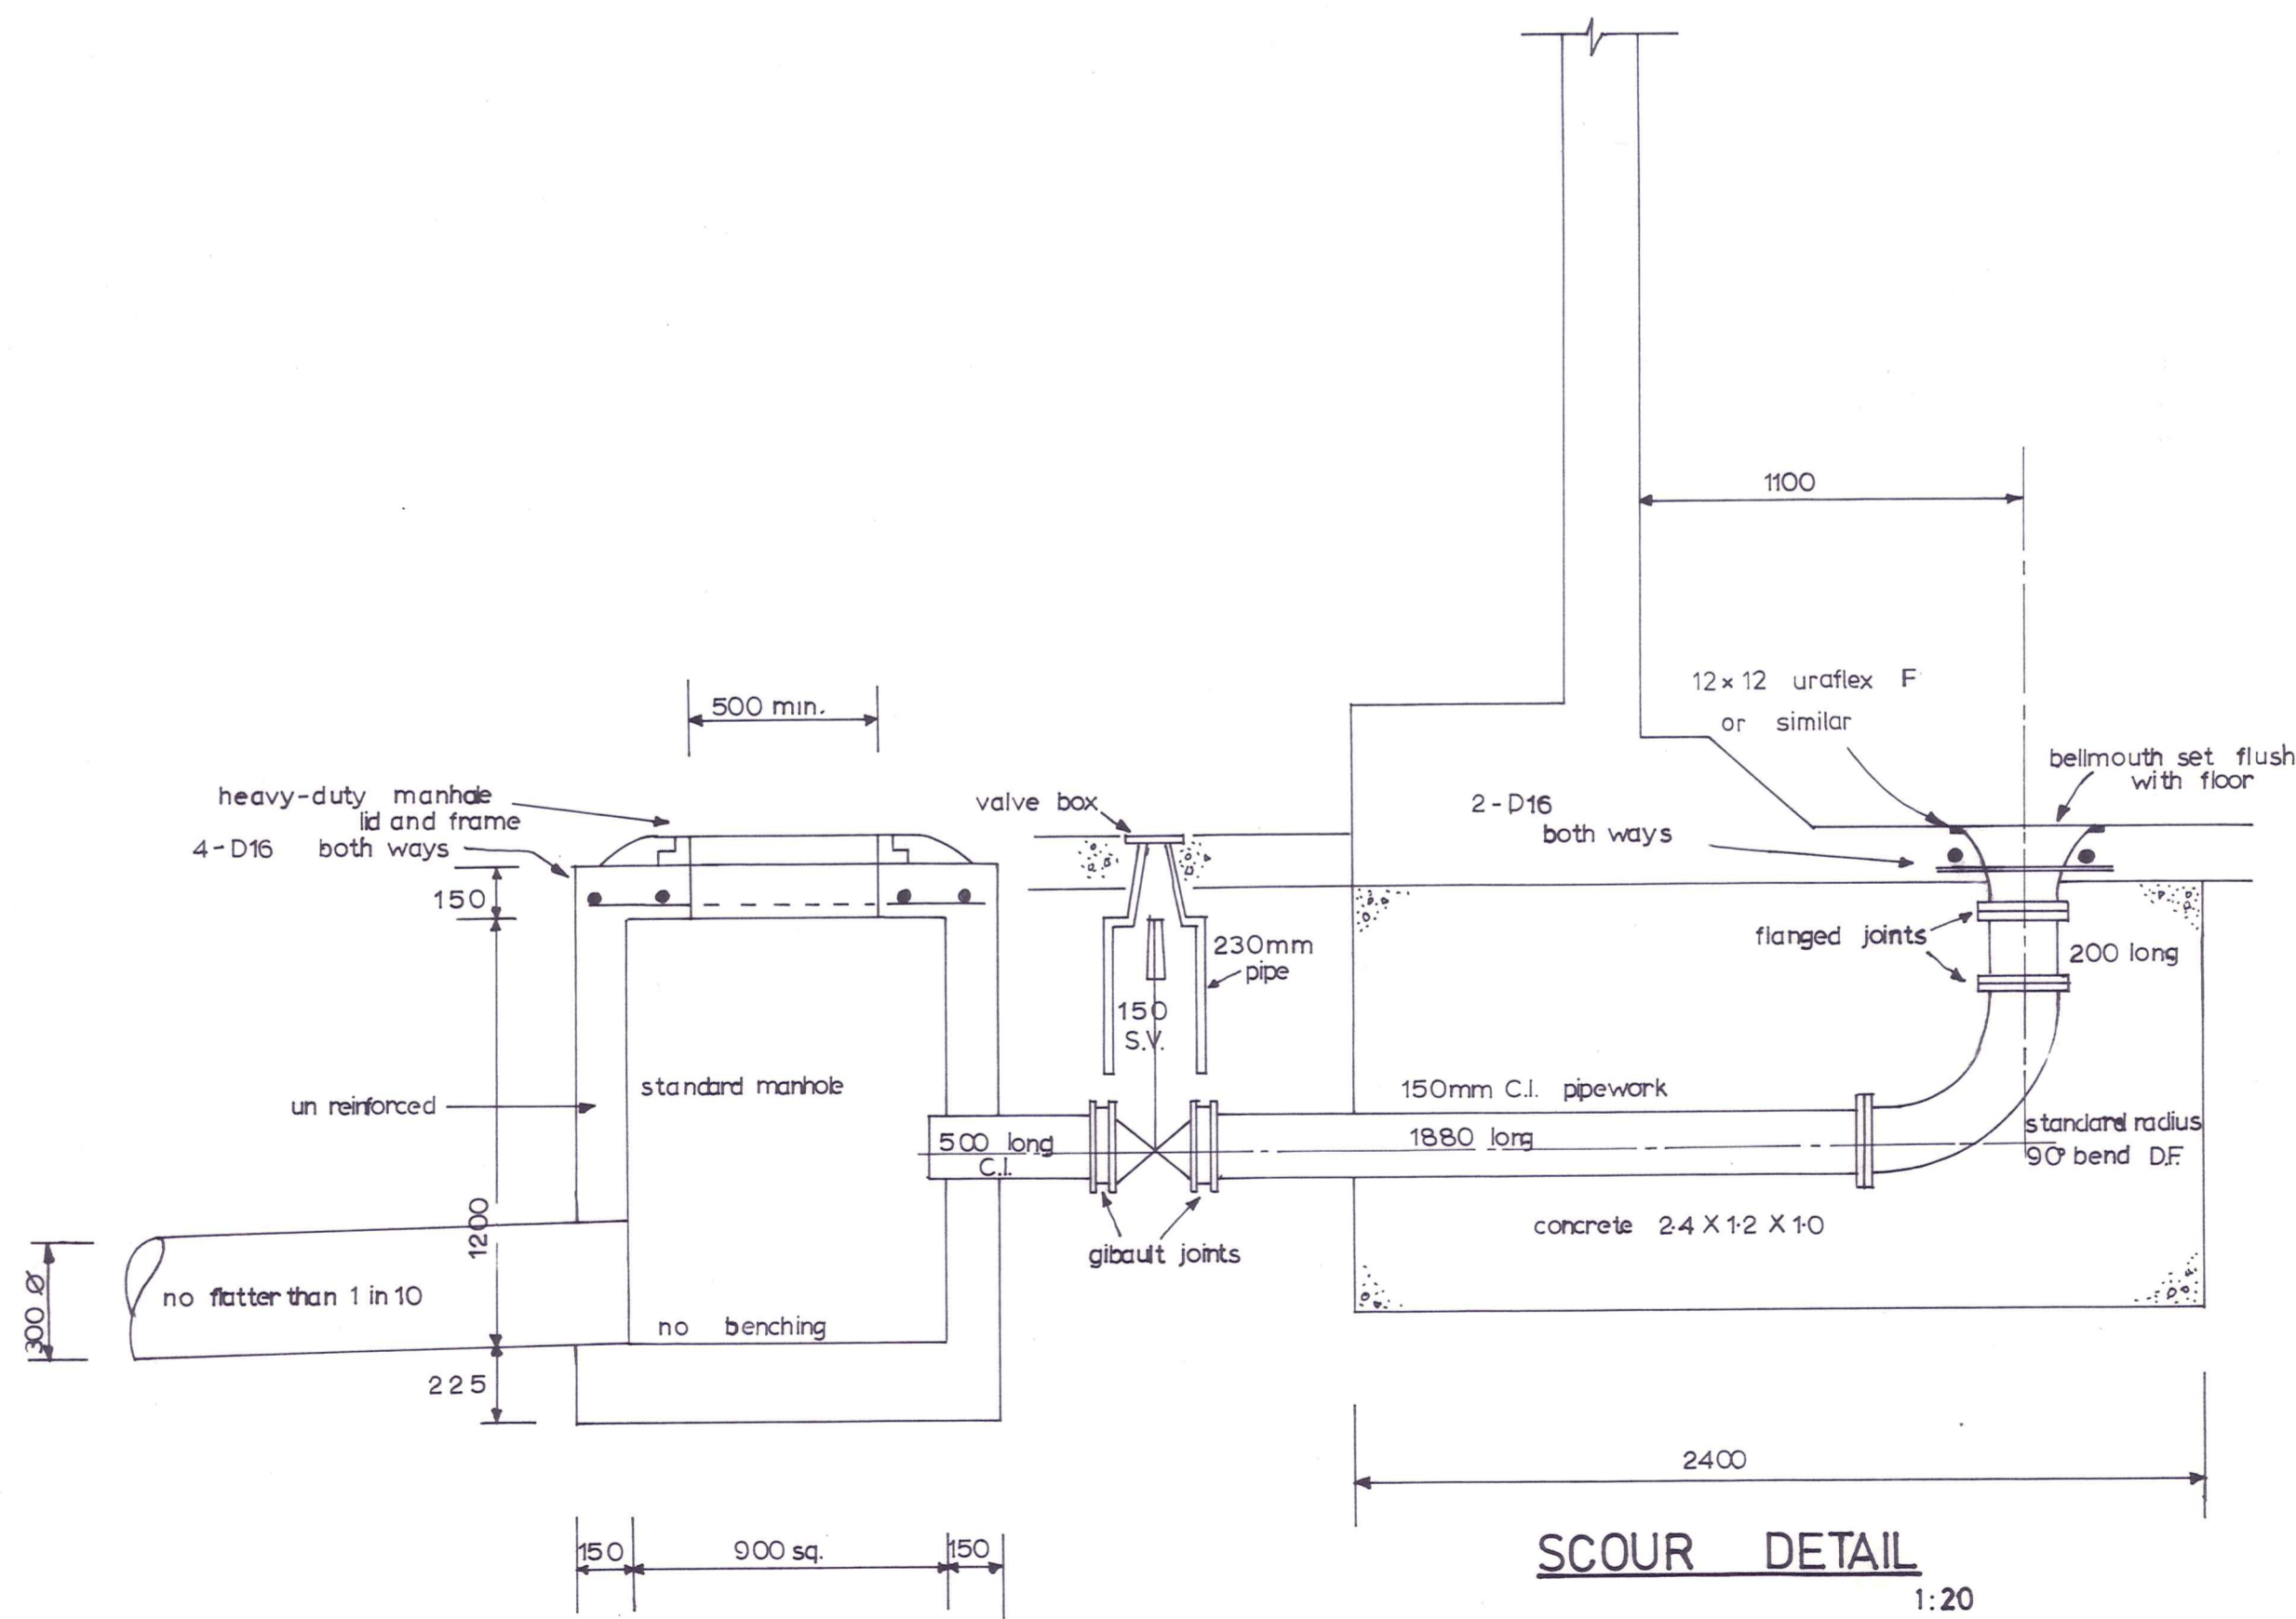 1100
12×12 uraflex F
or similar
500 min.
bellmouth set flush
with floor
heavy-duty manhole
lid and frame
4-D16 both ways
valve box
2-D16
both ways
150
230mm
pipe
flanged joints
200 long
150
S.V.
standard manhole
un reinforced
150mm C.I. pipework
500 long
C.I.
1880 long
standard radius
90° bend D.F.
1200
concrete 2.4 X 1.2 X 1.0
gibault joints
300 Ø
no flatter than 1 in 10
no benching
225
2400
150
900 sq.
150
SCOUR DETAIL
1:20